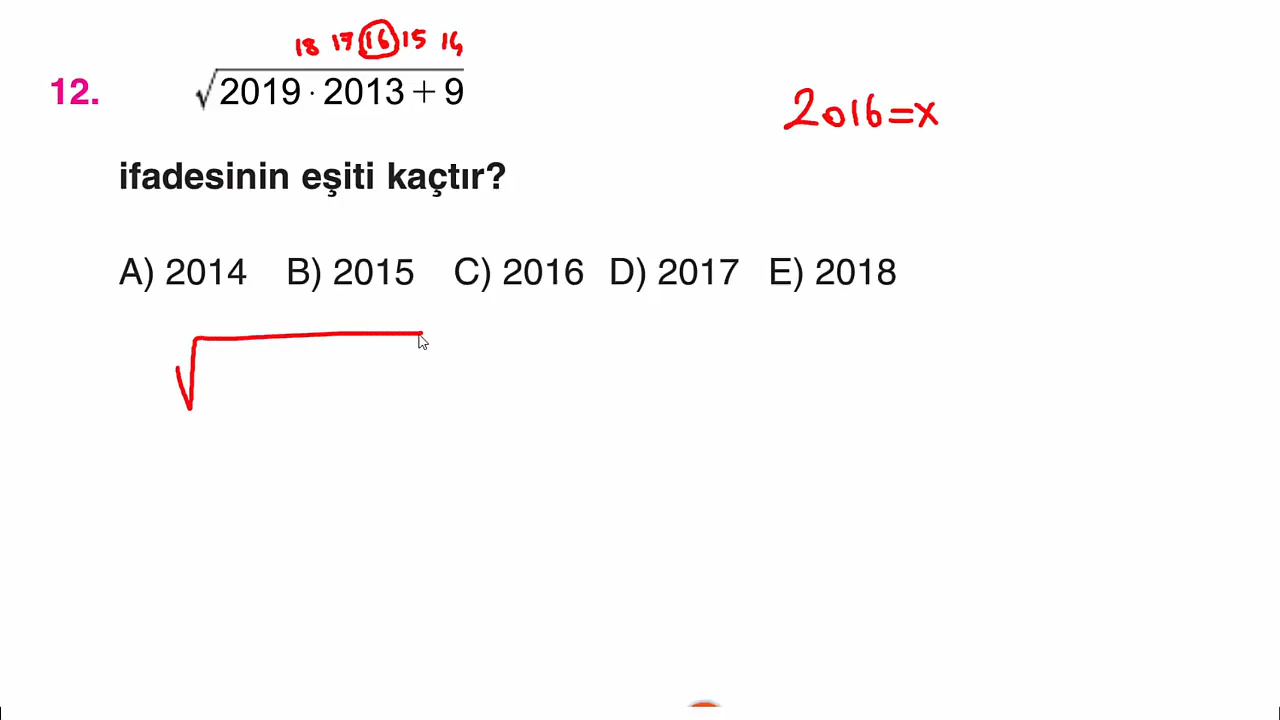 18 17 16 15 14
12. √2019 · 2013 + 9
2016=x
ifadesinin eşiti kaçtır?
A) 2014 B) 2015 C) 2016 D) 2017 E) 2018
√